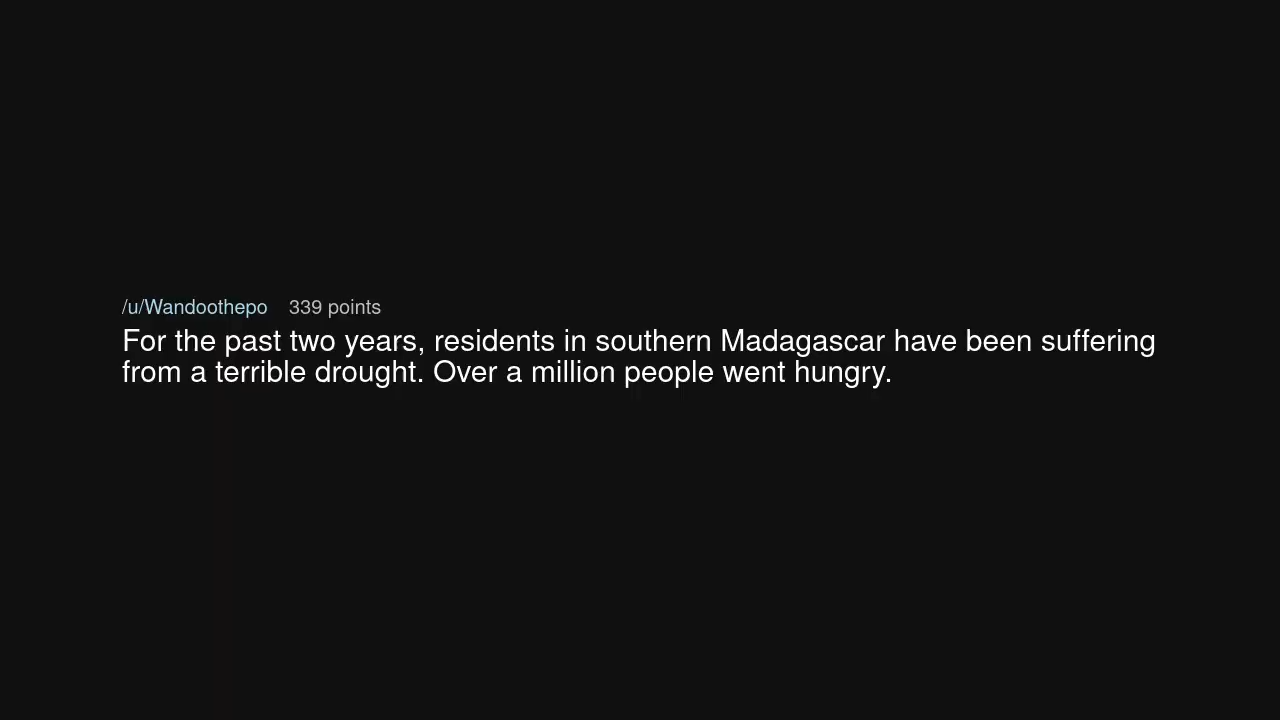 /u/Wandoothepo 339 points
For the past two years, residents in southern Madagascar have been suffering
from a terrible drought. Over a million people went hungry.